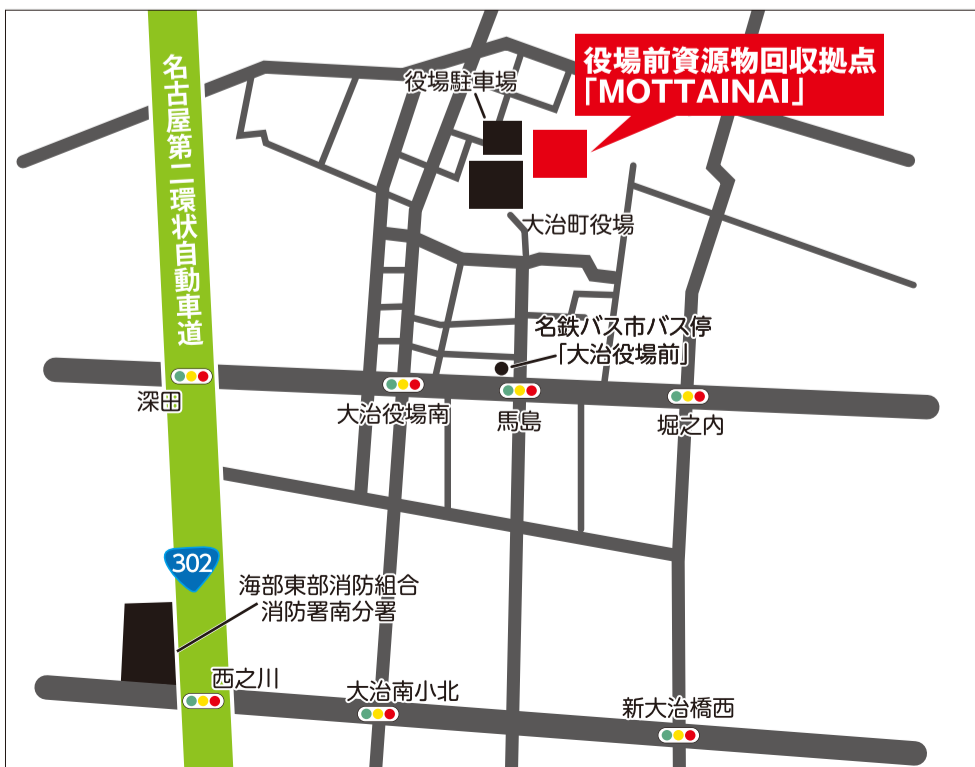 役場前資源物回収拠点
「MOTTAINAI」
役場駐車場
名古屋第二環状自動車道
大治町役場
名鉄バス市バス停
「大治役場前」
深田
大治役場南
馬島
堀之内
302
海部東部消防組合
消防署南分署
西之川
大治南小北
新大治橋西